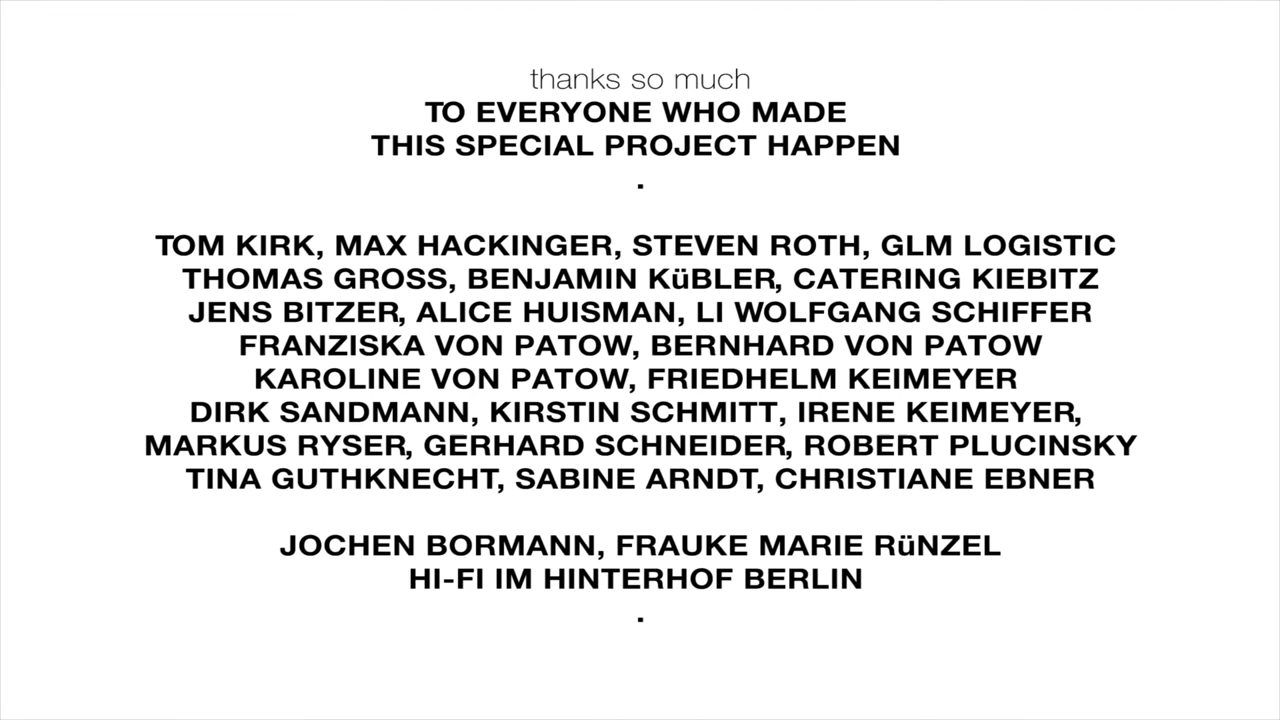 thanks so much
TO EVERYONE WHO MADE
THIS SPECIAL PROJECT HAPPEN
.
TOM KIRK, MAX HACKINGER, STEVEN ROTH, GLM LOGISTIC
THOMAS GROSS, BENJAMIN KüBLER, CATERING KIEBITZ
JENS BITZER, ALICE HUISMAN, LI WOLFGANG SCHIFFER
FRANZISKA VON PATOW, BERNHARD VON PATOW
KAROLINE VON PATOW, FRIEDHELM KEIMEYER
DIRK SANDMANN, KIRSTIN SCHMITT, IRENE KEIMEYER,
MARKUS RYSER, GERHARD SCHNEIDER, ROBERT PLUCINSKY
TINA GUTHKNECHT, SABINE ARNDT, CHRISTIANE EBNER
JOCHEN BORMANN, FRAUKE MARIE RüNZEL
HI-FI IM HINTERHOF BERLIN
.